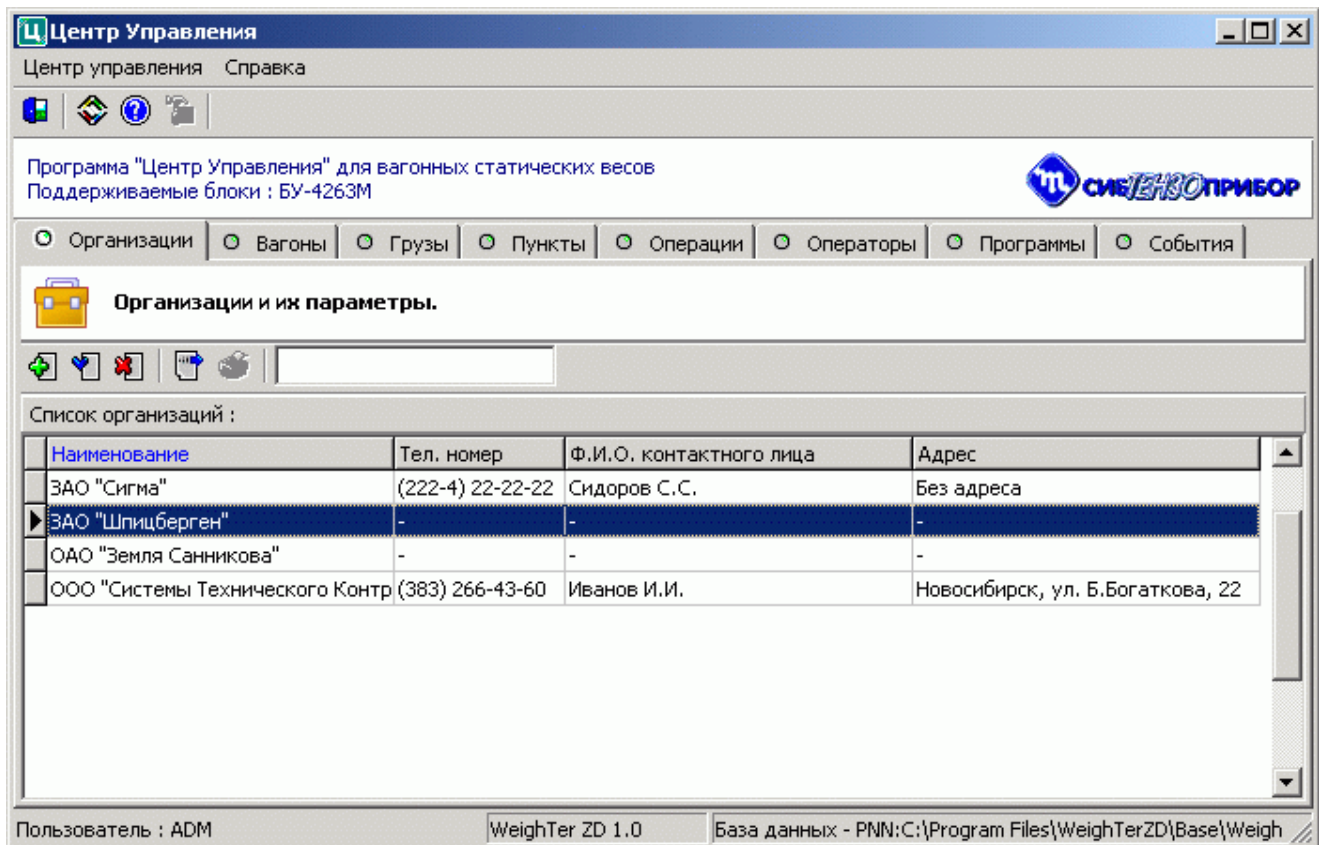 Ц Центр Управления
Центр управления Справка
Программа "Центр Управления" для вагонных статических весов
Поддерживаемые блоки : БУ-4263М
СИБТЕНЗОПРИБОР
Организации Вагоны Грузы Пункты Операции Операторы Программы События
Организации и их параметры.
Список организаций :
Наименование Тел. номер Ф.И.О. контактного лица Адрес
ЗАО "Сигма" (222-4) 22-22-22 Сидоров С.С. Без адреса
ЗАО "Шпицберген" - - -
ОАО "Земля Санникова" - - -
ООО "Системы Технического Контр (383) 266-43-60 Иванов И.И. Новосибирск, ул. Б.Богаткова, 22
Пользователь : ADM WeighTer ZD 1.0 База данных - PNN:C:\Program Files\WeighTerZD\Base\Weigh